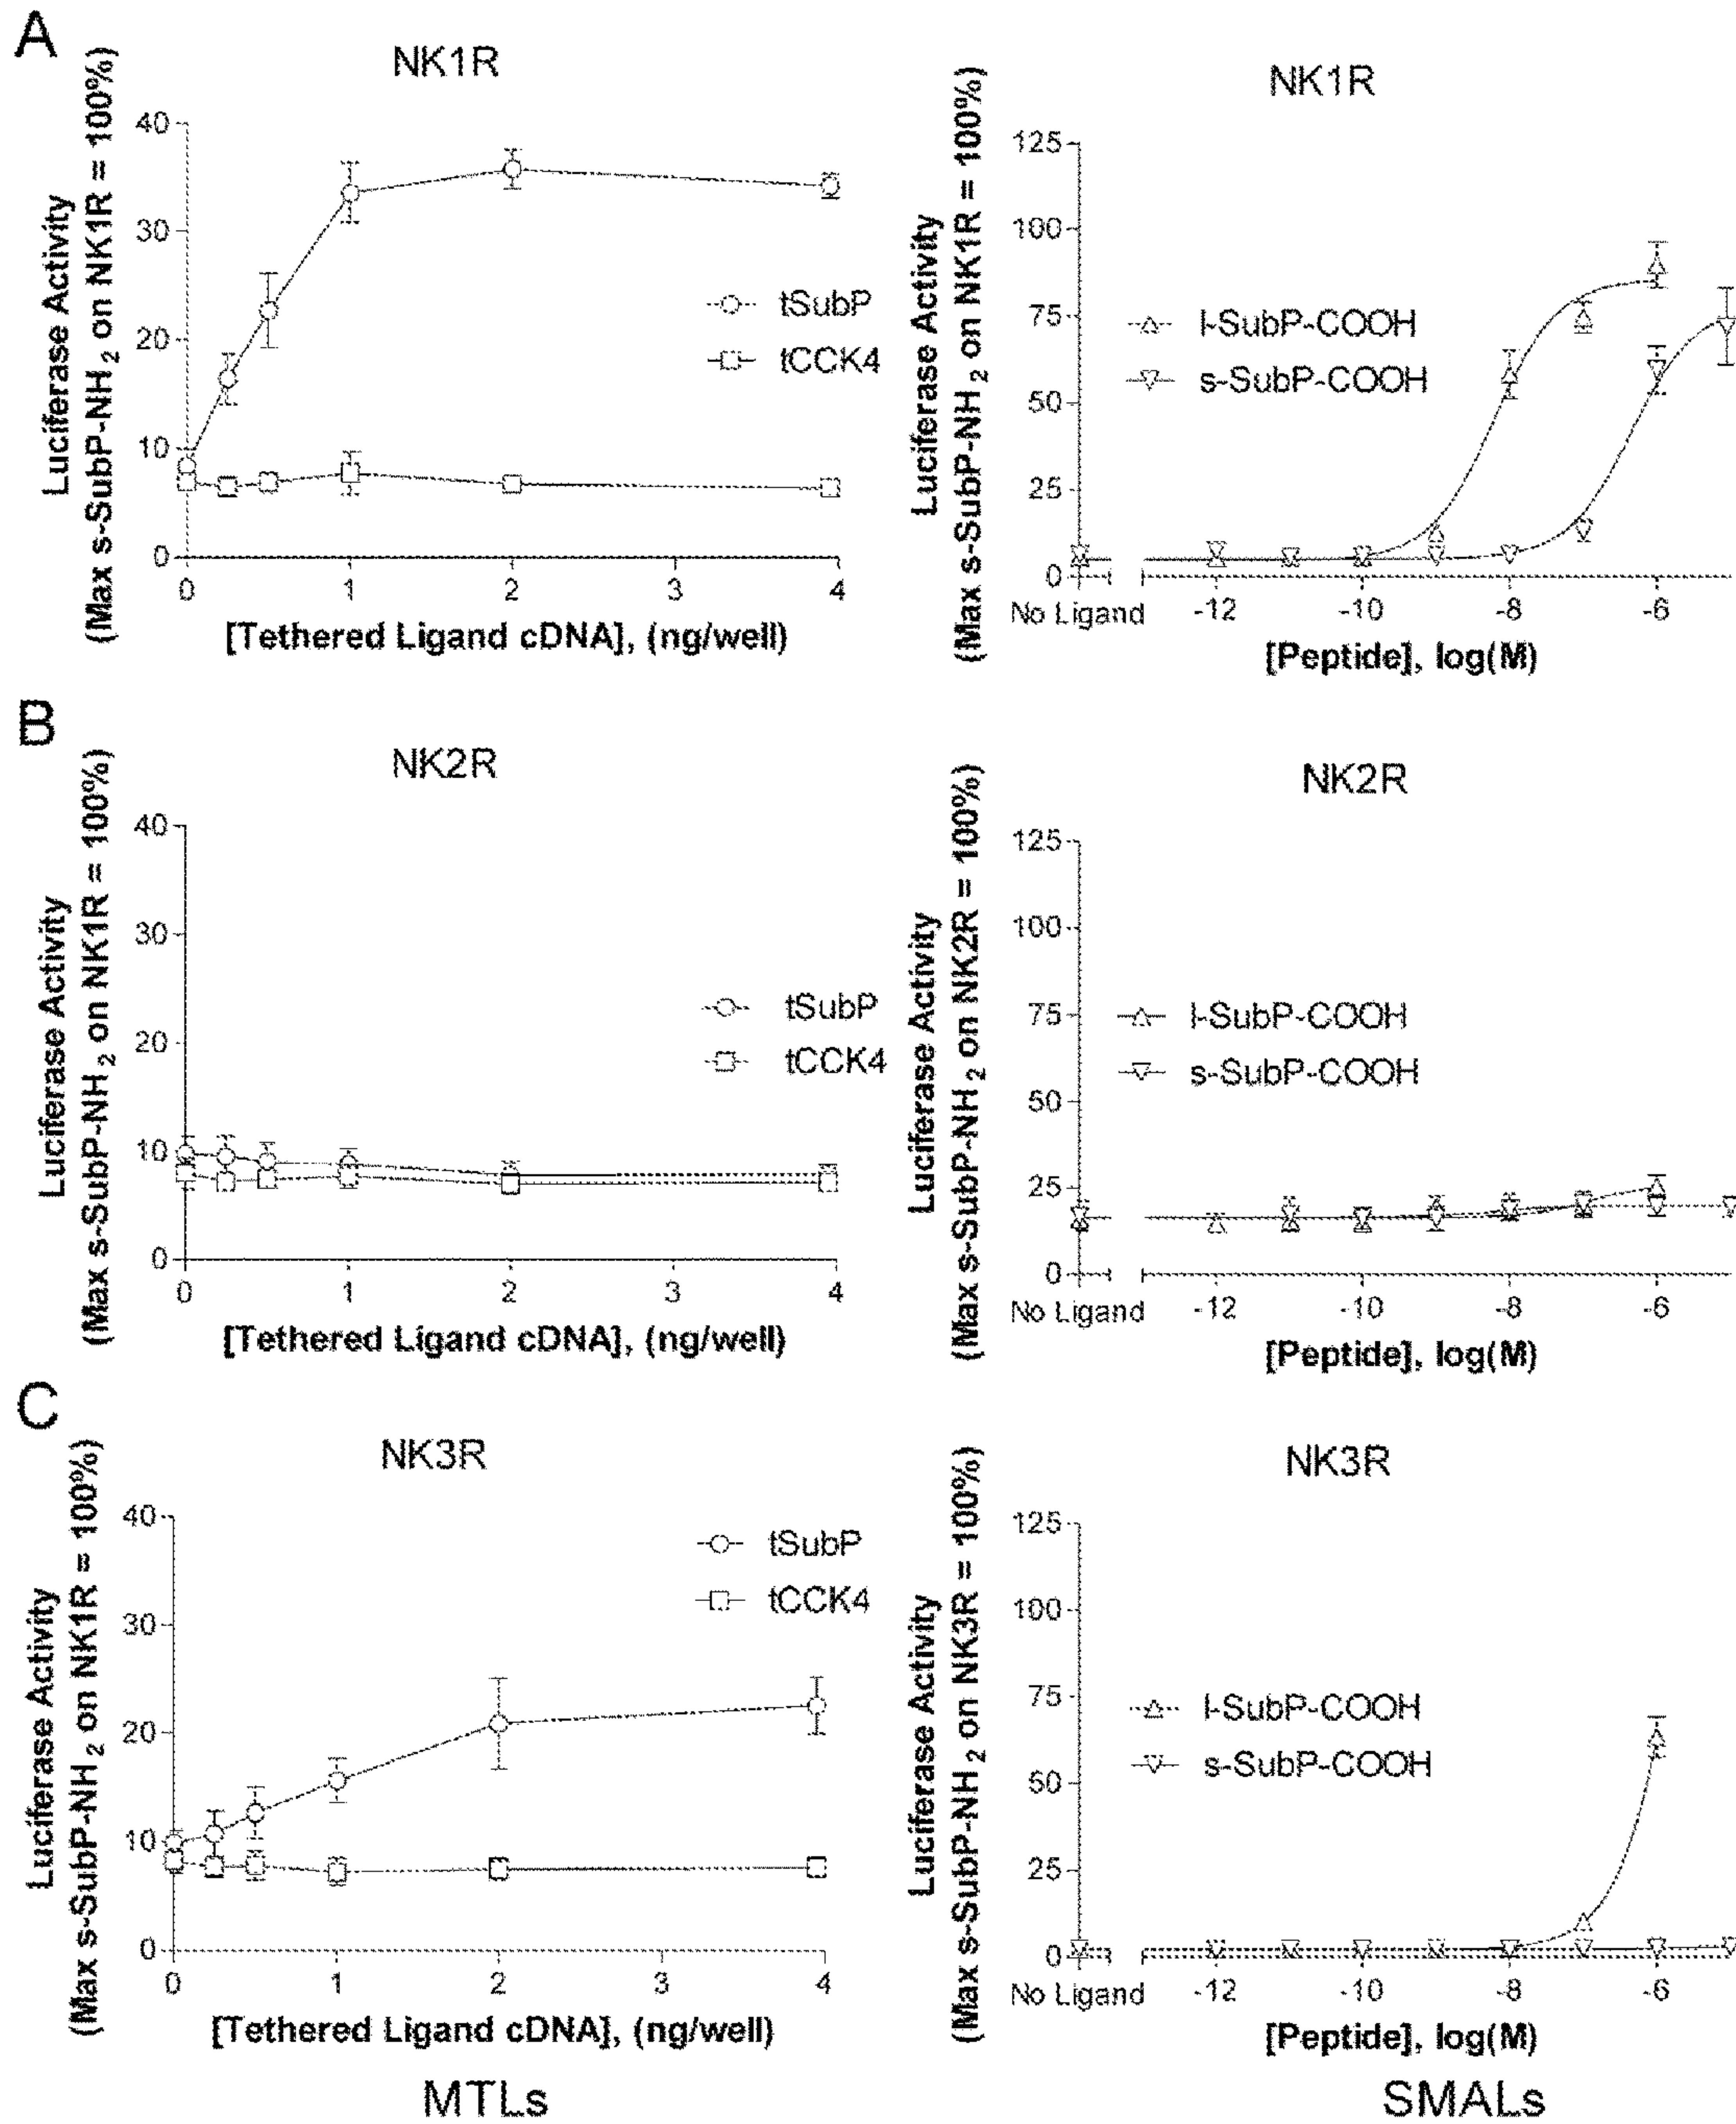 A
NK1R
Luciferase Activity
(Max s-SubP-NH2 on NK1R = 100%)
40
30
20
10
0
0 1 2 3 4
[Tethered Ligand cDNA], (ng/well)
tSubP
tCCK4
NK1R
Luciferase Activity
(Max s-SubP-NH2 on NK1R = 100%)
125
100
75
50
25
0
No Ligand -12 -10 -8 -6
[Peptide], log(M)
l-SubP-COOH
s-SubP-COOH
B
NK2R
Luciferase Activity
(Max s-SubP-NH2 on NK1R = 100%)
40
30
20
10
0
0 1 2 3 4
[Tethered Ligand cDNA], (ng/well)
tSubP
tCCK4
NK2R
Luciferase Activity
(Max s-SubP-NH2 on NK2R = 100%)
125
100
75
50
25
0
No Ligand -12 -10 -8 -6
[Peptide], log(M)
l-SubP-COOH
s-SubP-COOH
C
NK3R
Luciferase Activity
(Max s-SubP-NH2 on NK1R = 100%)
40
30
20
10
0
0 1 2 3 4
[Tethered Ligand cDNA], (ng/well)
tSubP
tCCK4
NK3R
Luciferase Activity
(Max s-SubP-NH2 on NK3R = 100%)
125
100
75
50
25
0
No Ligand -12 -10 -8 -6
[Peptide], log(M)
l-SubP-COOH
s-SubP-COOH
MTLs
SMALs